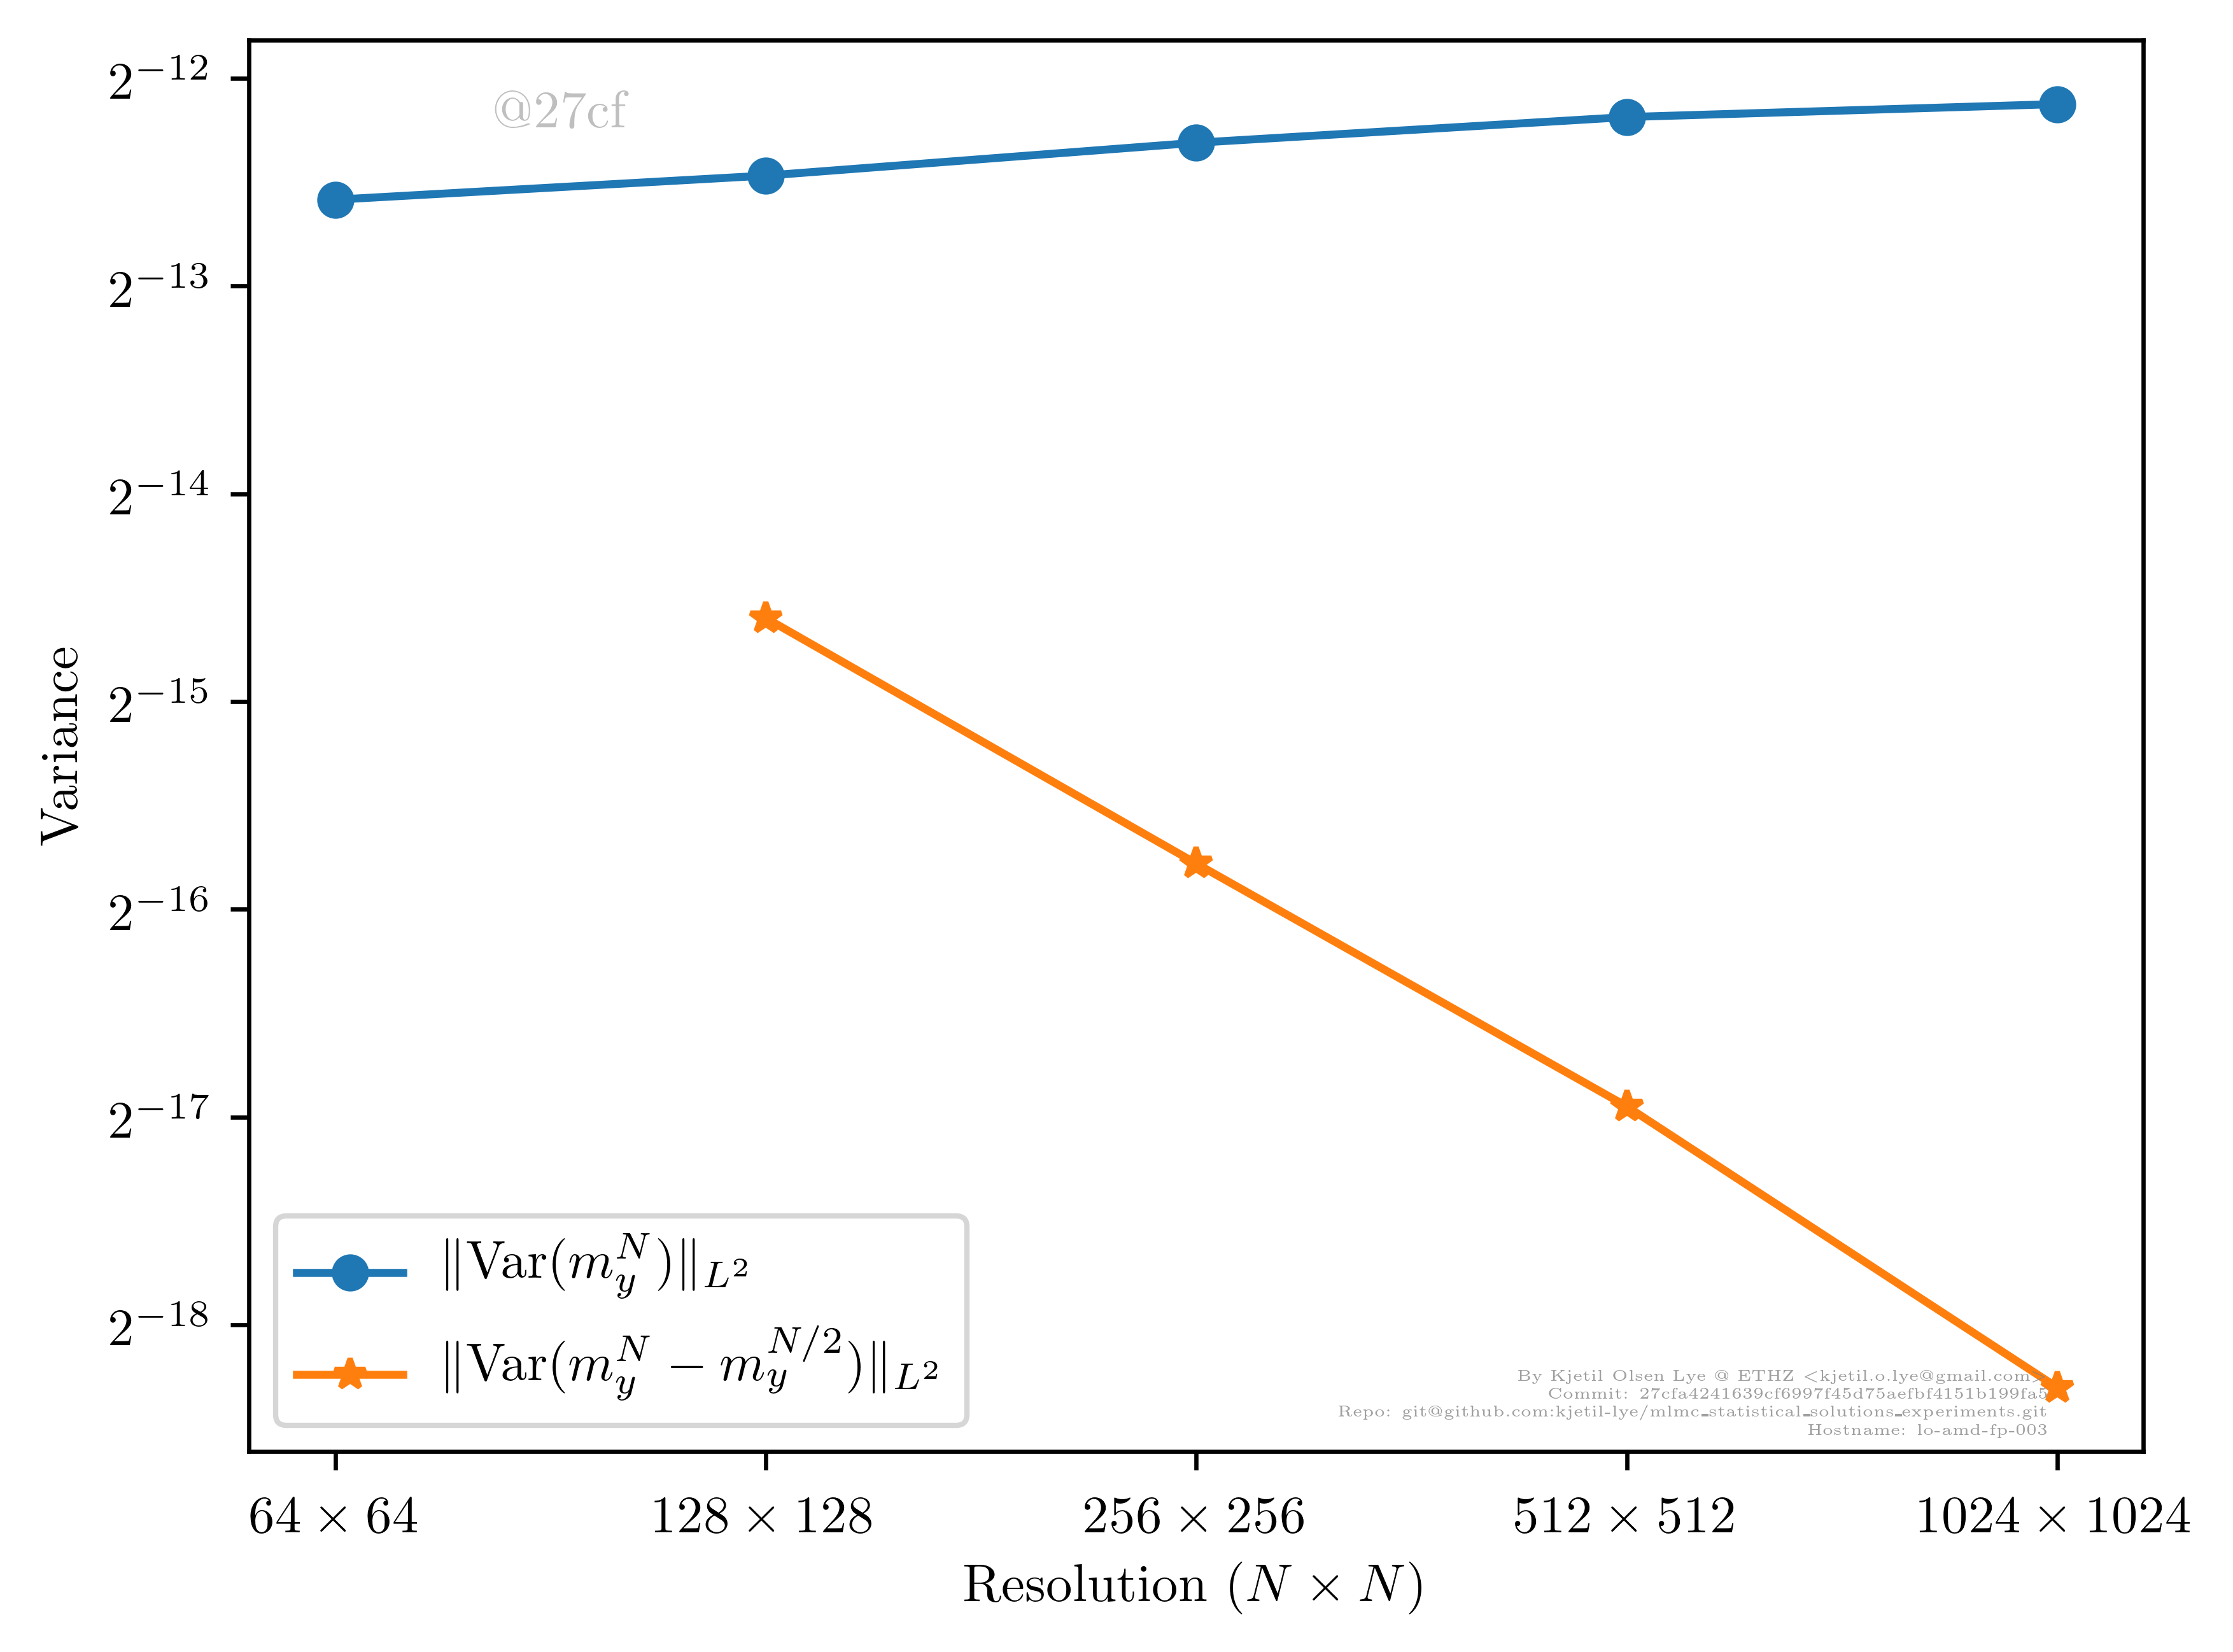 @27cf
2^{-12}
2^{-13}
2^{-14}
2^{-15}
2^{-16}
2^{-17}
2^{-18}
Variance
‖Var(m_y^N)‖_{L^2}
‖Var(m_y^N − m_y^{N/2})‖_{L^2}
By Kjetil Olsen Lye @ ETHZ <kjetil.o.lye@gmail.com>
Commit: 27cfa4241639cf6997f45d75aefbf4151b199fa5
Repo: git@github.com:kjetil-lye/mlmc_statistical_solutions_experiments.git
Hostname: lo-amd-fp-003
64 × 64
128 × 128
256 × 256
512 × 512
1024 × 1024
Resolution (N × N)